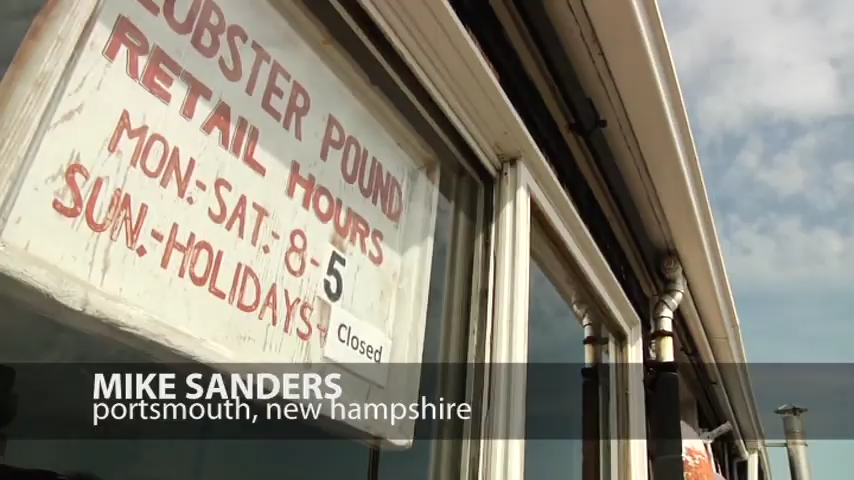 LOBSTER POUND
RETAIL HOURS
MON.-SAT: 8-5
SUN.-HOLIDAYS- Closed
MIKE SANDERS
portsmouth, new hampshire